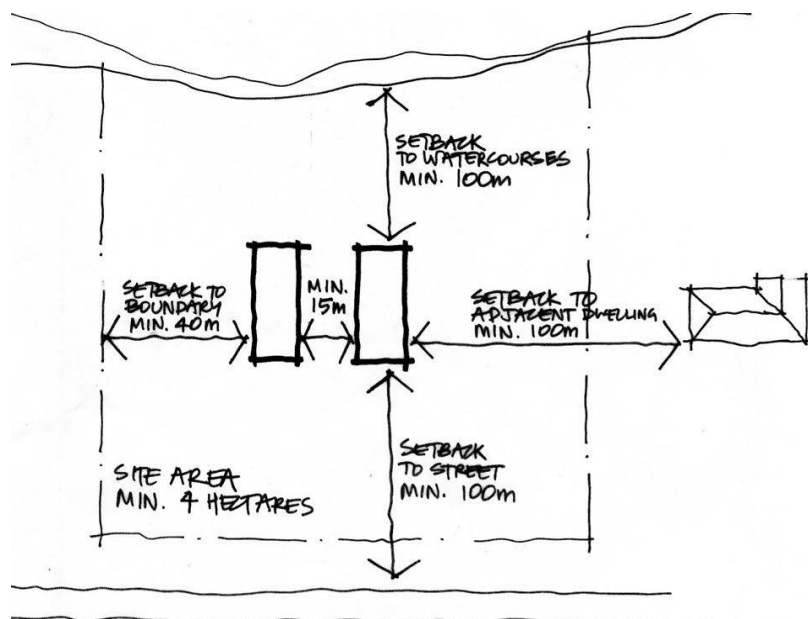 SETBACK
TO WATERCOURSES
MIN. 100m
SETBACK TO
BOUNDARY
MIN. 40m
MIN.
15m
SETBACK TO
ADJACENT DWELLING
MIN. 100m
SITE AREA
MIN. 4 HECTARES
SETBACK
TO STREET
MIN. 100m